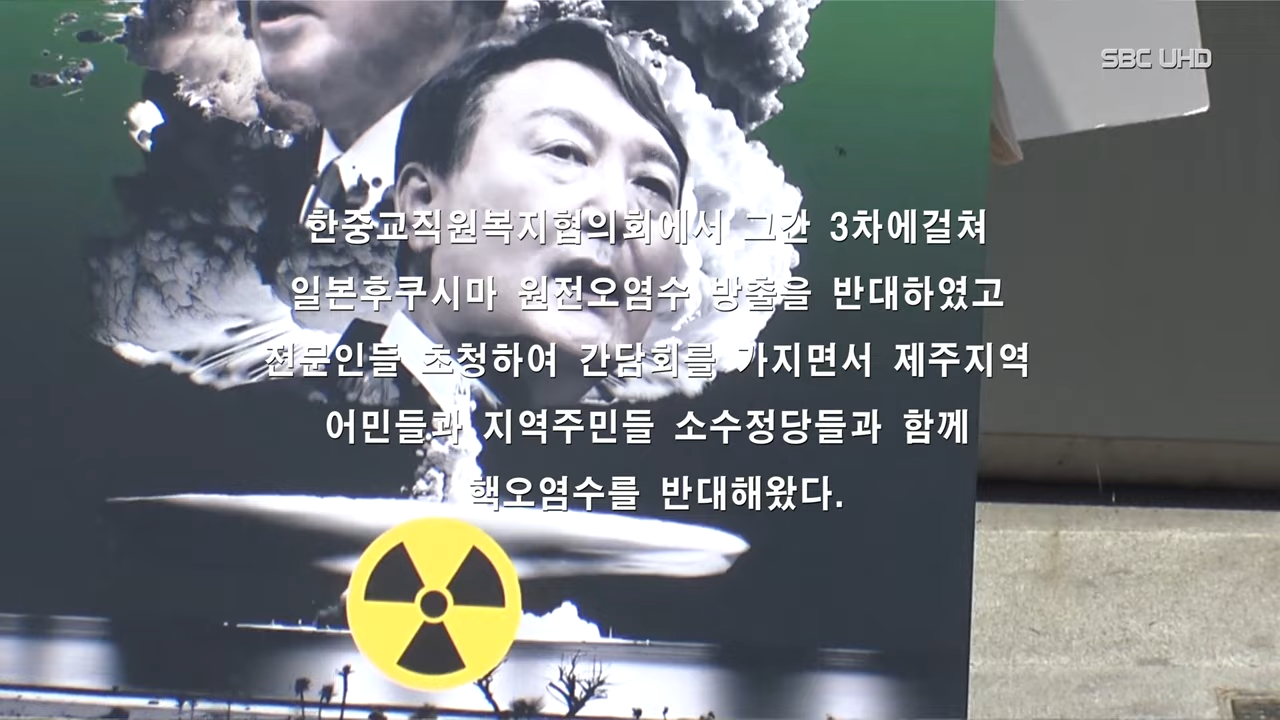 SBC UHD
한중교직원복지협의회에서 그간 3차에걸쳐
일본후쿠시마 원전오염수 방출을 반대하였고
전문인들 초청하여 간담회를 가지면서 제주지역
어민들과 지역주민들 소수정당들과 함께
핵오염수를 반대해왔다.